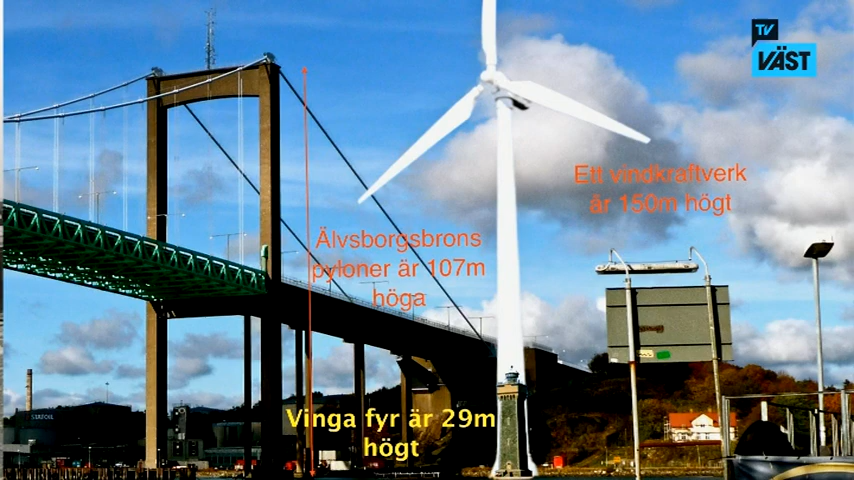 TV
VÄST
Ett vindkraftverk
är 150m högt
Älvsborgsbrons
pyloner är 107m
höga
Vinga fyr är 29m
högt